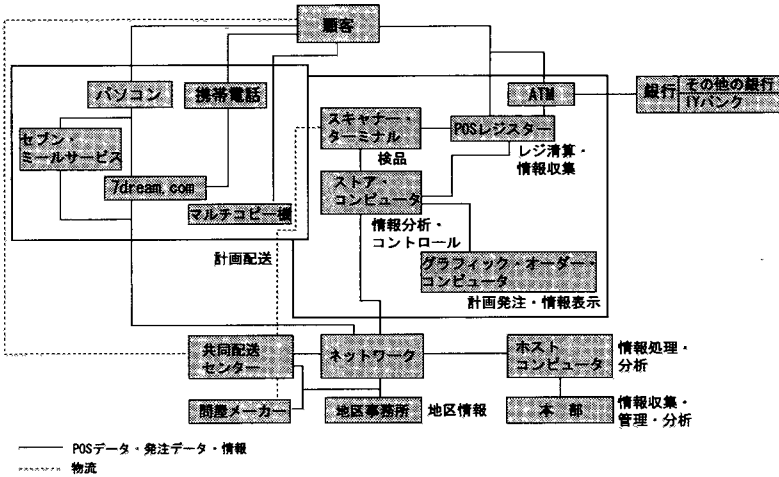 顧客
パソコン
携帯電話
ATM
銀行
その他の銀行
IYバンク
スキャナー・
ターミナル
POSレジスター
検品
レジ清算・
情報収集
セブン・
ミールサービス
7dream.com
マルチコピー機
ストア・
コンピュータ
情報分析・
コントロール
グラフィック・オーダー・
コンピュータ
計画発注・情報表示
計画配送
共同配送
センター
ネットワーク
ホスト
コンピュータ
情報処理・
分析
問屋メーカー
地区事務所
地区情報
本 部
情報収集・
管理・分析
POSデータ・発注データ・情報
物流